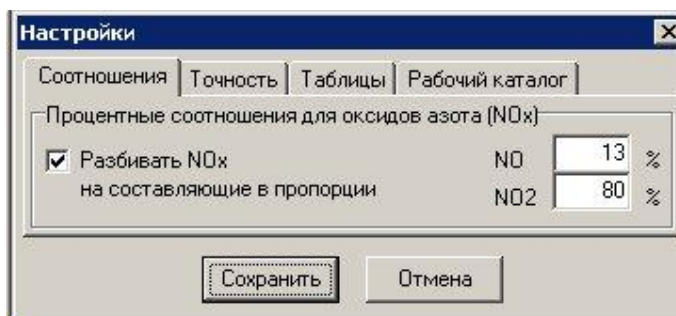 Настройки
Соотношения Точность Таблицы Рабочий каталог
Процентные соотношения для оксидов азота (NOx)
Разбивать NOx
на составляющие в пропорции
NO 13 %
NO2 80 %
Сохранить Отмена